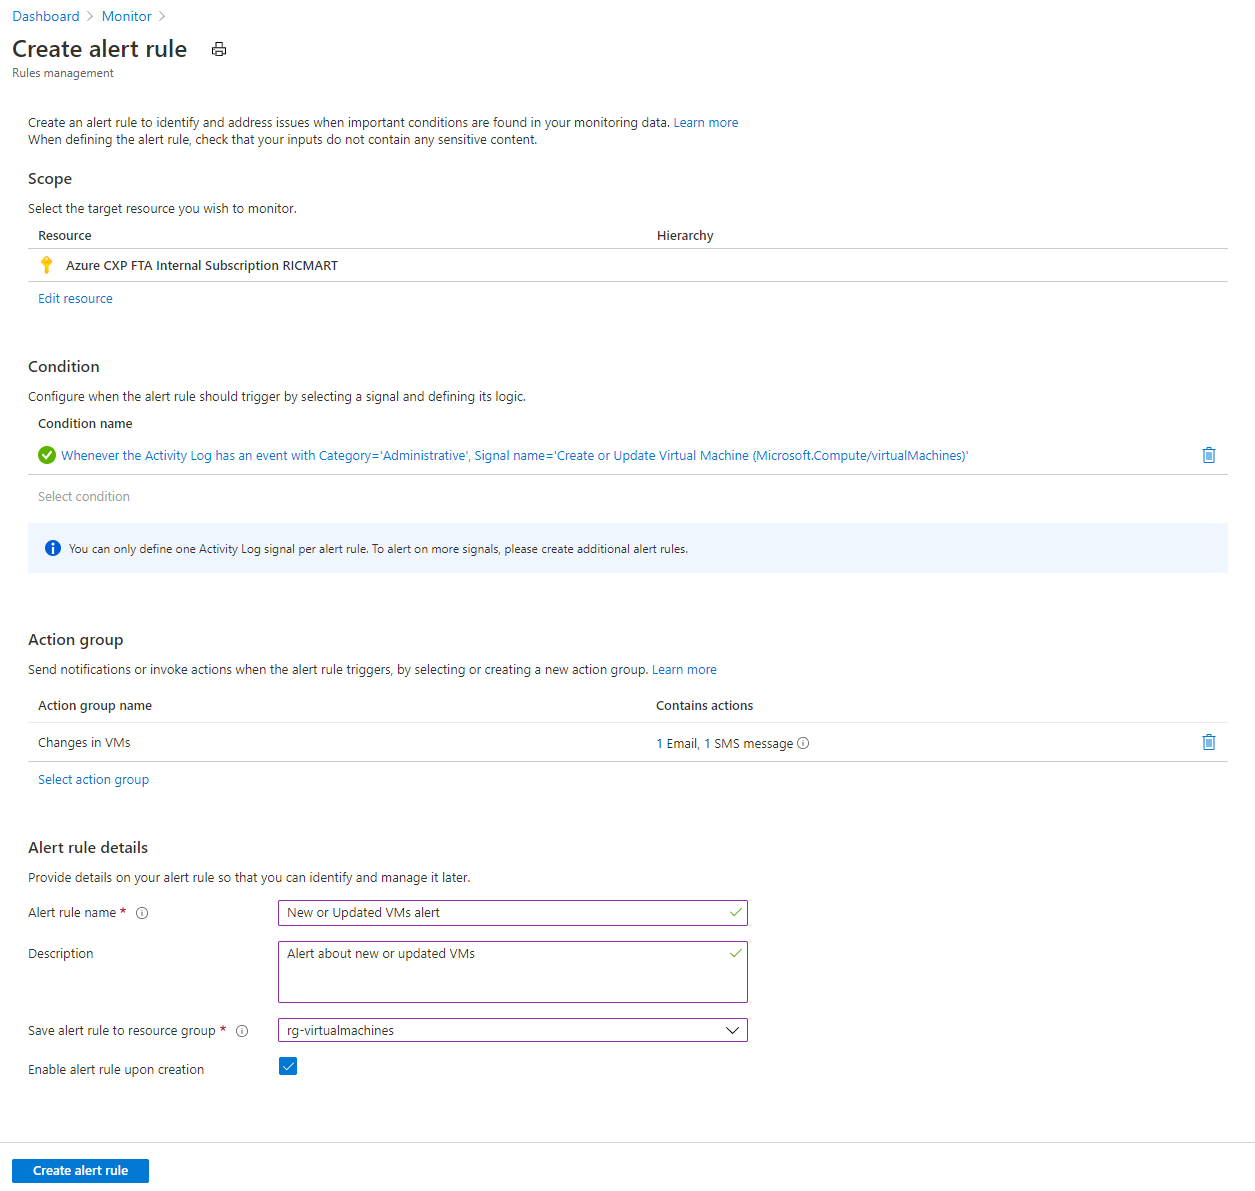 Dashboard > Monitor >
Create alert rule
Rules management
Create an alert rule to identify and address issues when important conditions are found in your monitoring data. Learn more
When defining the alert rule, check that your inputs do not contain any sensitive content.
Scope
Select the target resource you wish to monitor.
Resource Hierarchy
Azure CXP FTA Internal Subscription RICMART
Edit resource
Condition
Configure when the alert rule should trigger by selecting a signal and defining its logic.
Condition name
Whenever the Activity Log has an event with Category='Administrative', Signal name='Create or Update Virtual Machine (Microsoft.Compute/virtualMachines)'
Select condition
You can only define one Activity Log signal per alert rule. To alert on more signals, please create additional alert rules.
Action group
Send notifications or invoke actions when the alert rule triggers, by selecting or creating a new action group. Learn more
Action group name Contains actions
Changes in VMs 1 Email, 1 SMS message
Select action group
Alert rule details
Provide details on your alert rule so that you can identify and manage it later.
Alert rule name * New or Updated VMs alert
Description Alert about new or updated VMs
Save alert rule to resource group * rg-virtualmachines
Enable alert rule upon creation
Create alert rule